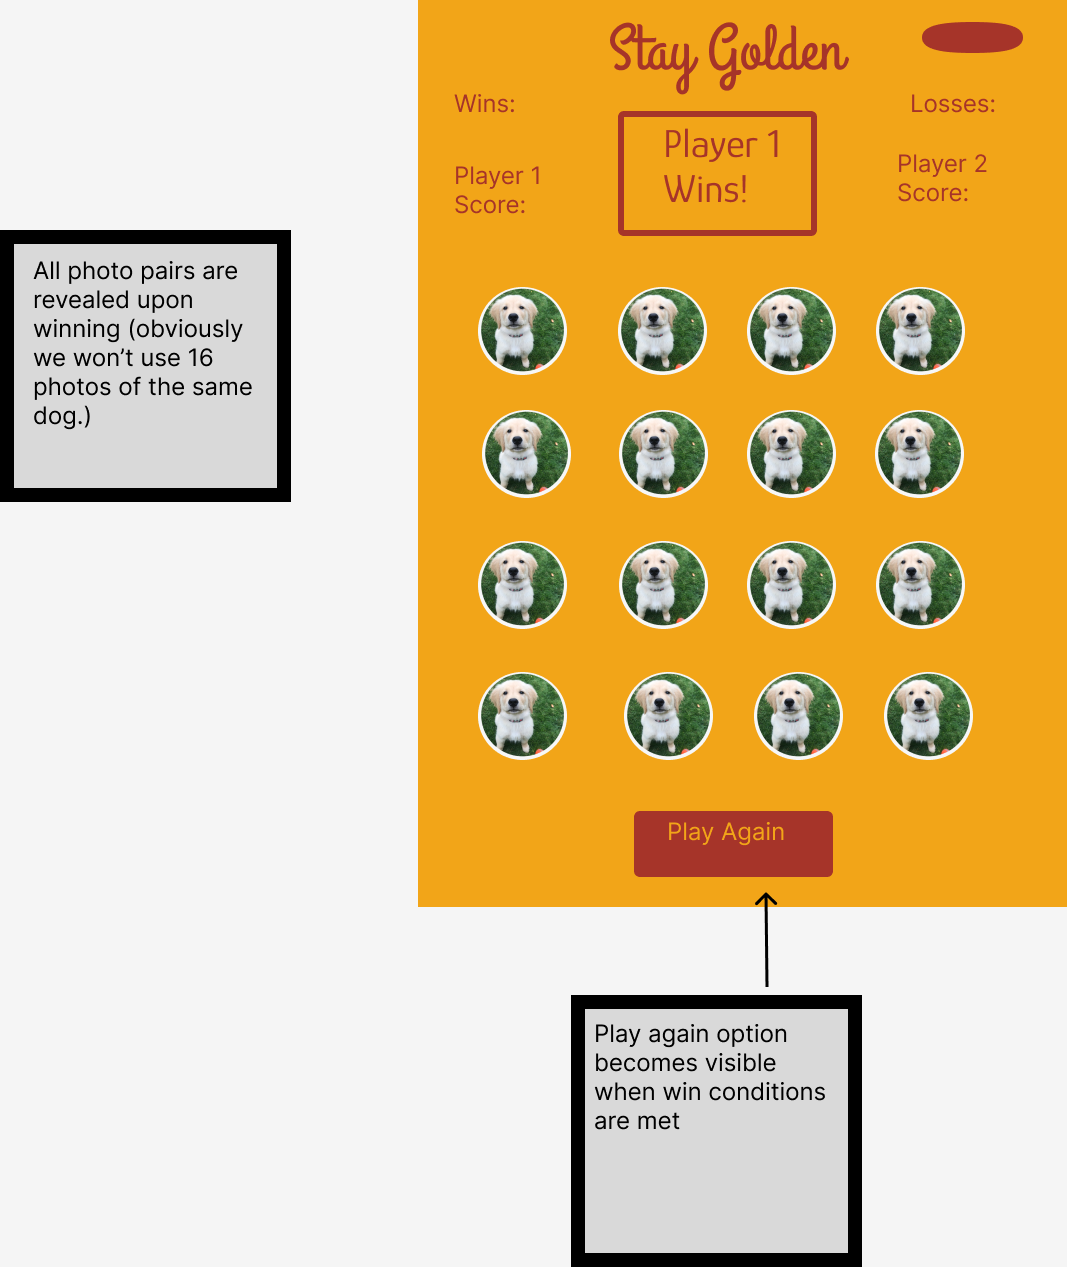 Stay Golden
Wins:
Losses:
Player 1
Wins!
Player 1
Score:
Player 2
Score:
All photo pairs are
revealed upon
winning (obviously
we won’t use 16
photos of the same
dog.)
Play Again
Play again option
becomes visible
when win conditions
are met